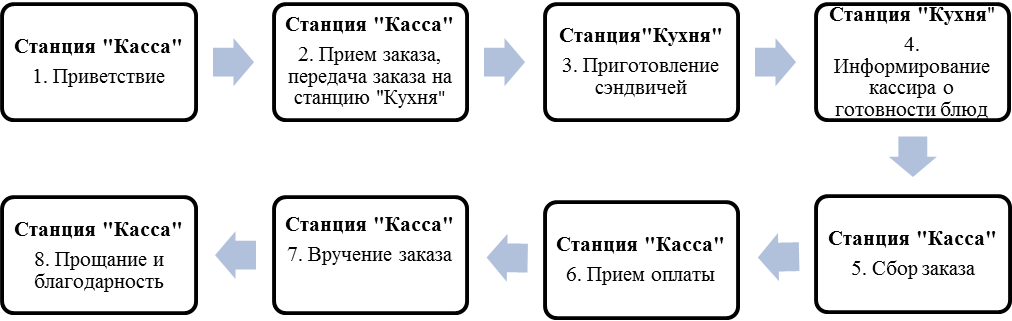 Станция "Касса"
1. Приветствие
Станция "Касса"
2. Прием заказа,
передача заказа на
станцию "Кухня"
Станция"Кухня"
3. Приготовление
сэндвичей
Станция "Кухня"
4.
Информирование
кассира о
готовности блюд
Станция "Касса"
5. Сбор заказа
Станция "Касса"
6. Прием оплаты
Станция "Касса"
7. Вручение заказа
Станция "Касса"
8. Прощание и
благодарность